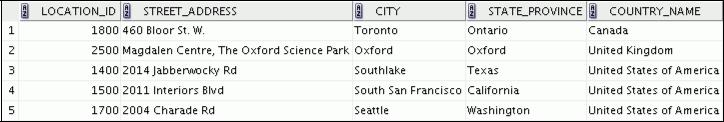 LOCATION_ID STREET_ADDRESS CITY STATE_PROVINCE COUNTRY_NAME
1 1800 460 Bloor St. W. Toronto Ontario Canada
2 2500 Magdalen Centre, The Oxford Science Park Oxford Oxford United Kingdom
3 1400 2014 Jabberwocky Rd Southlake Texas United States of America
4 1500 2011 Interiors Blvd South San Francisco California United States of America
5 1700 2004 Charade Rd Seattle Washington United States of America